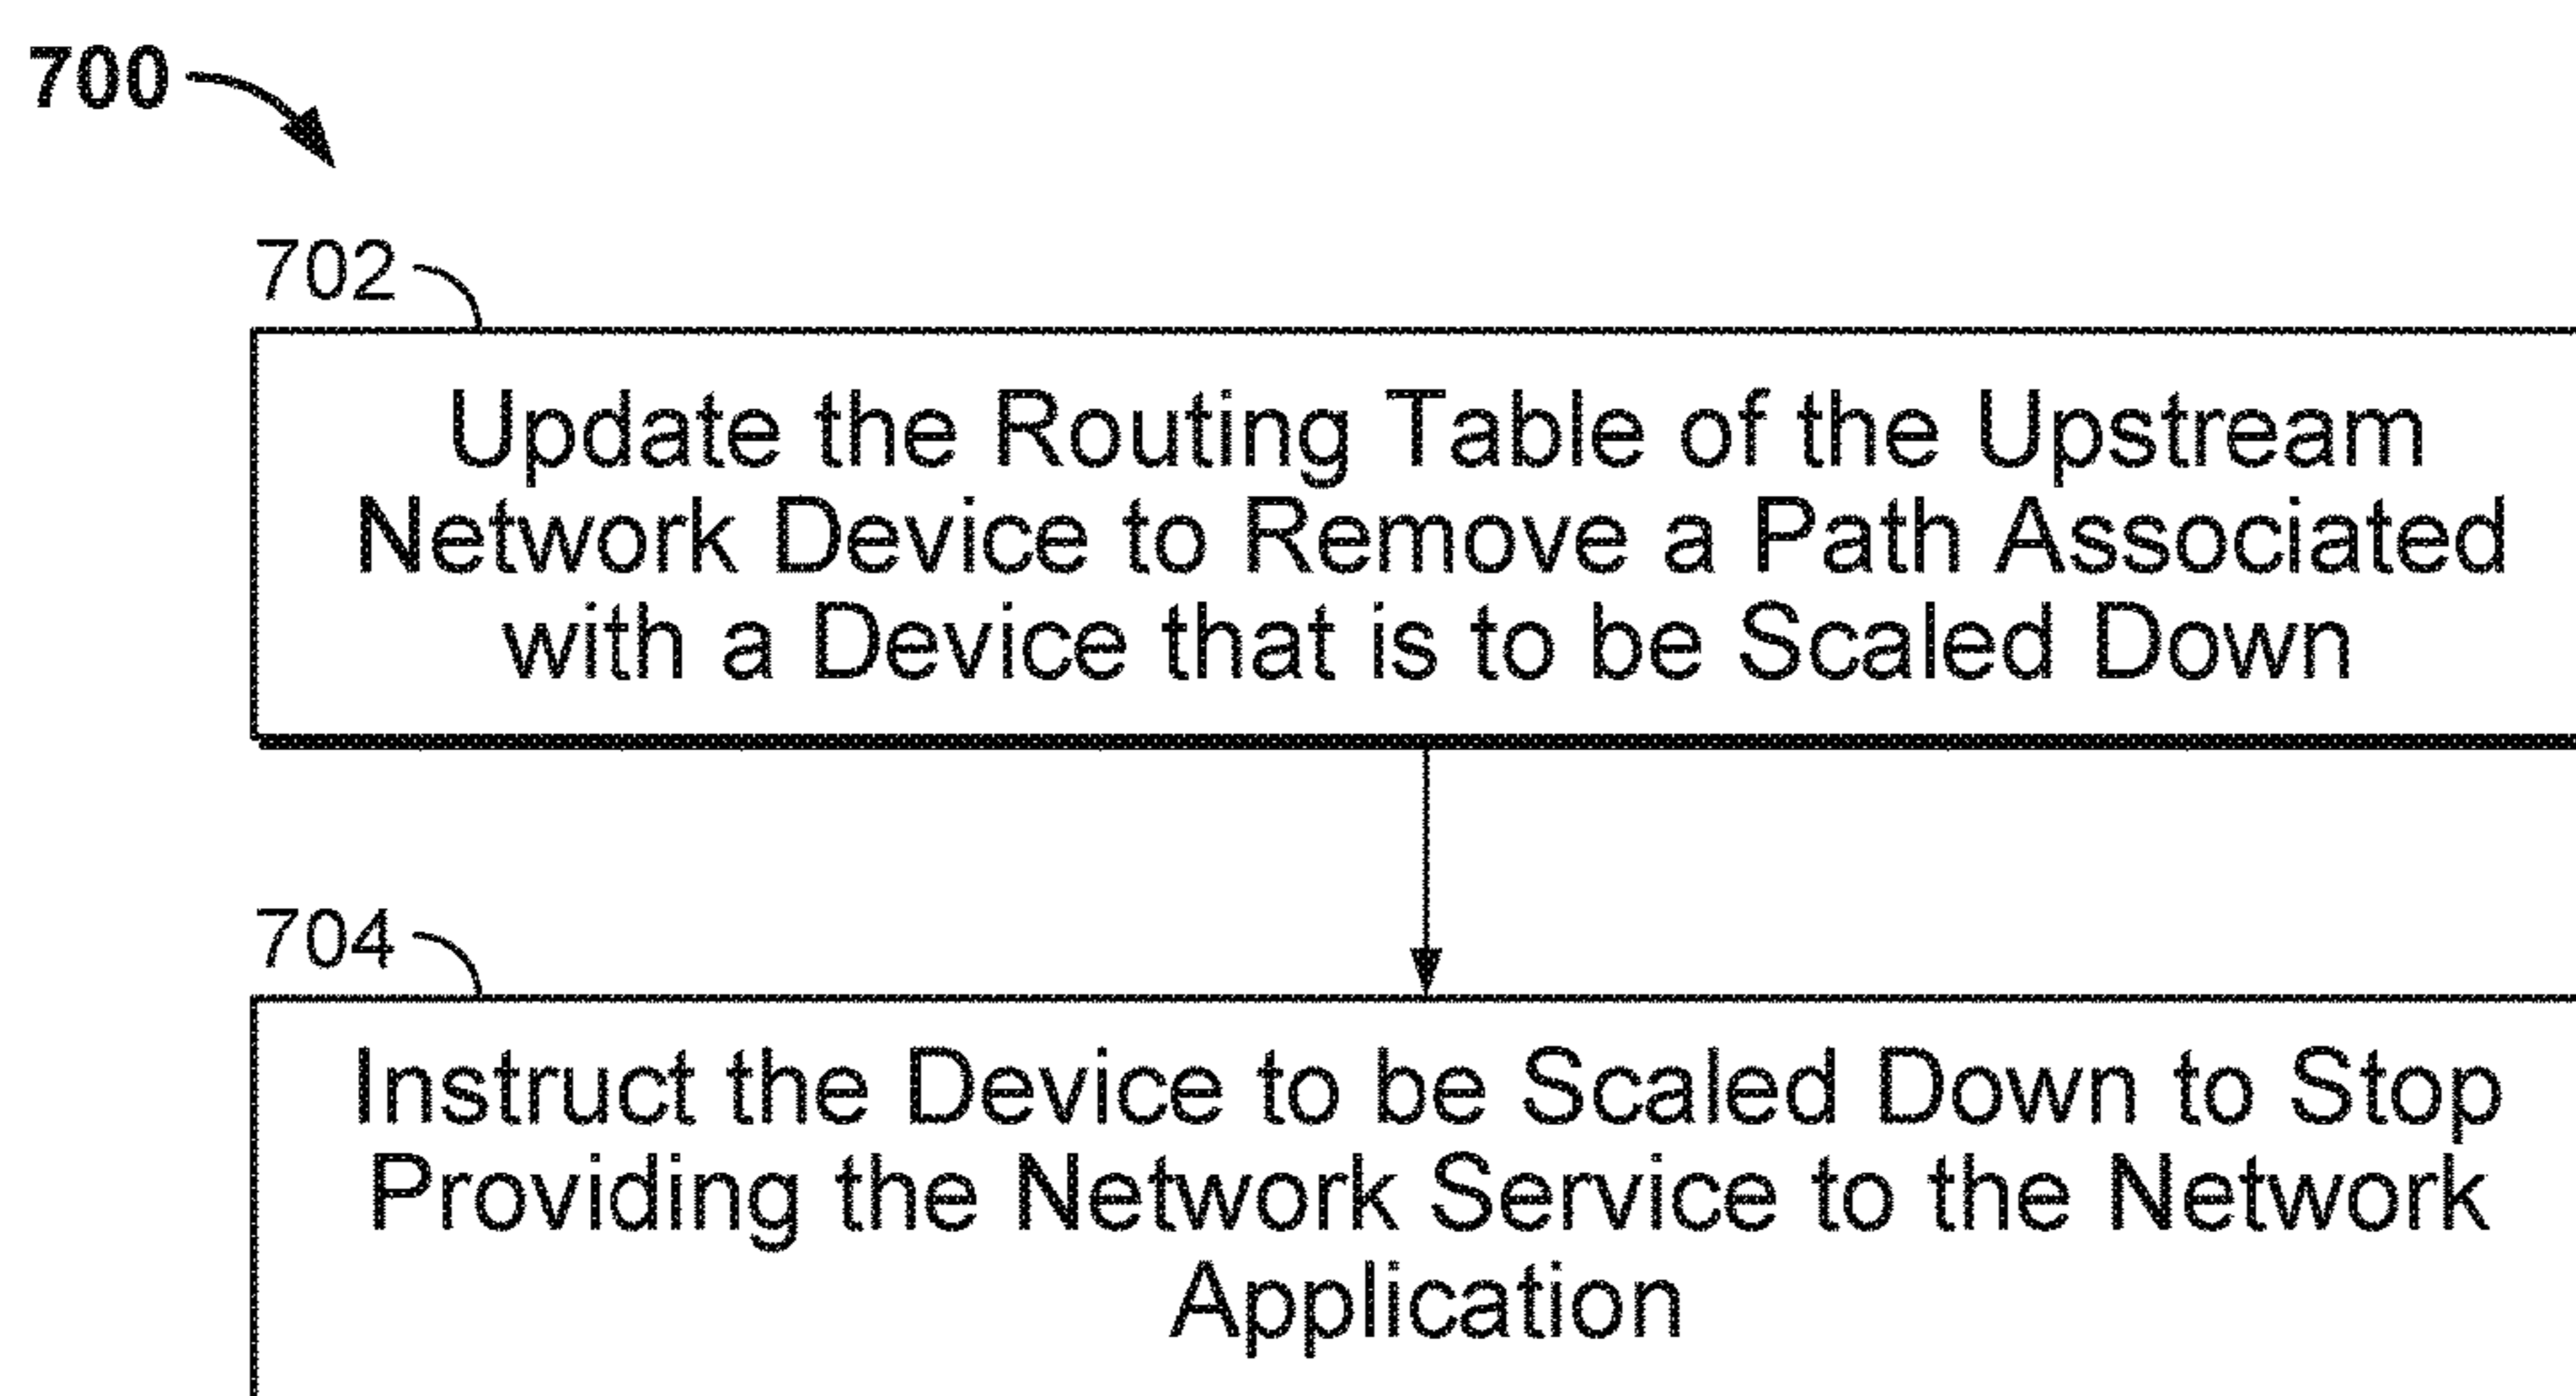 700
702
Update the Routing Table of the Upstream
Network Device to Remove a Path Associated
with a Device that is to be Scaled Down
704
Instruct the Device to be Scaled Down to Stop
Providing the Network Service to the Network
Application